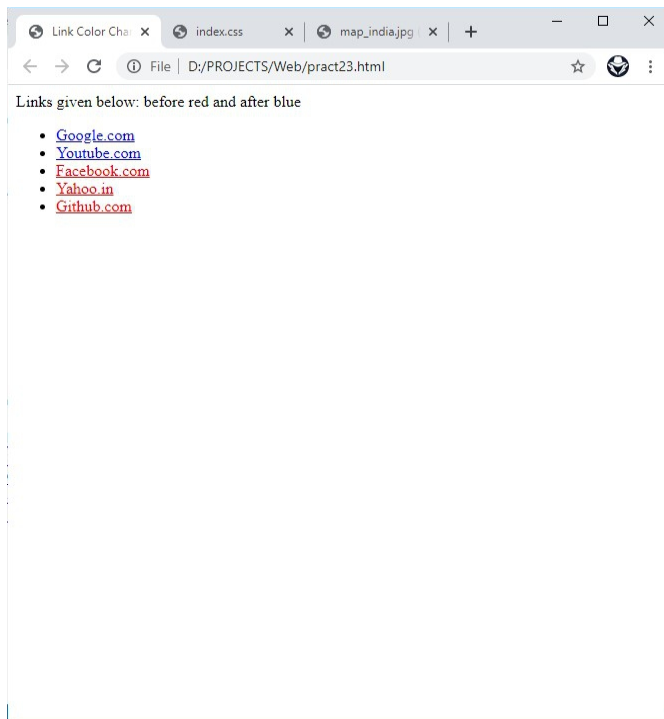 Link Color Cha
index.css
map_india.jpg
File
D:/PROJECTS/Web/pract23.html
Links given below: before red and after blue
Google.com
Youtube.com
Facebook.com
Yahoo.in
Github.com